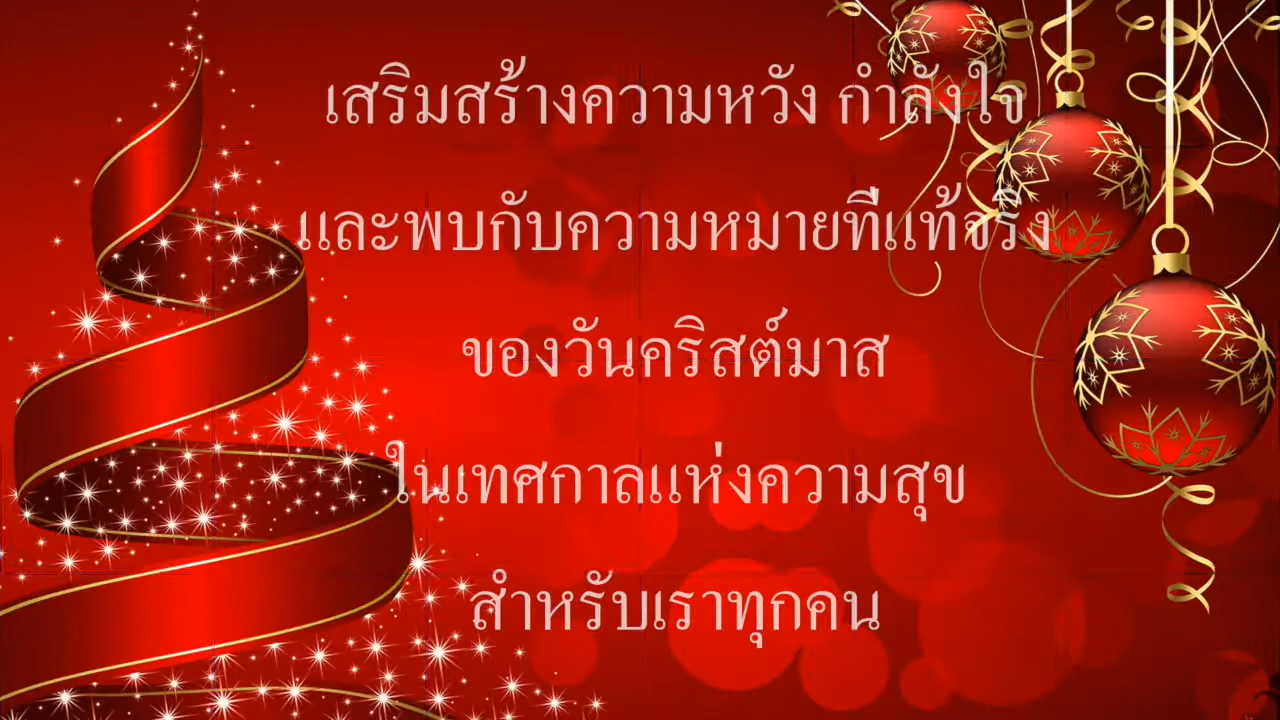 เสริมสร้างความหวัง กำลังใจ
และพบกับความหมายที่แท้จริง
ของวันคริสต์มาส
ในเทศกาลแห่งความสุข
สำหรับเราทุกคน